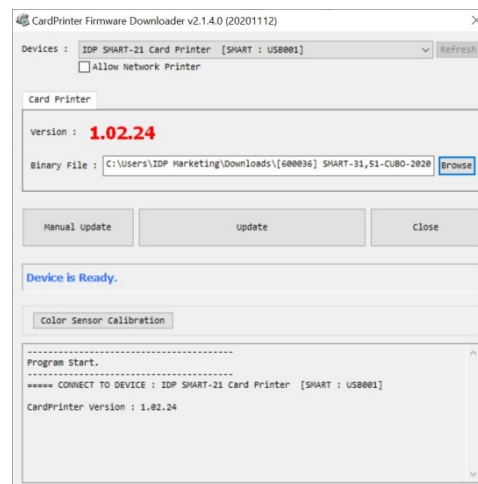 CardPrinter Firmware Downloader v2.1.4.0 (20201112)
Devices : IDP SMART-21 Card Printer [SMART : USB001] Refresh
Allow Network Printer
Card Printer
Version : 1.02.24
Binary File : C:\Users\IDP Marketing\Downloads\[600036] SMART-31,51-CUBO-2020 Browse
Manual Update Update Close
Device is Ready.
Color Sensor Calibration
----------------------------------------
Program Start.
----------------------------------------
===== CONNECT TO DEVICE : IDP SMART-21 Card Printer [SMART : USB001]
CardPrinter Version : 1.02.24